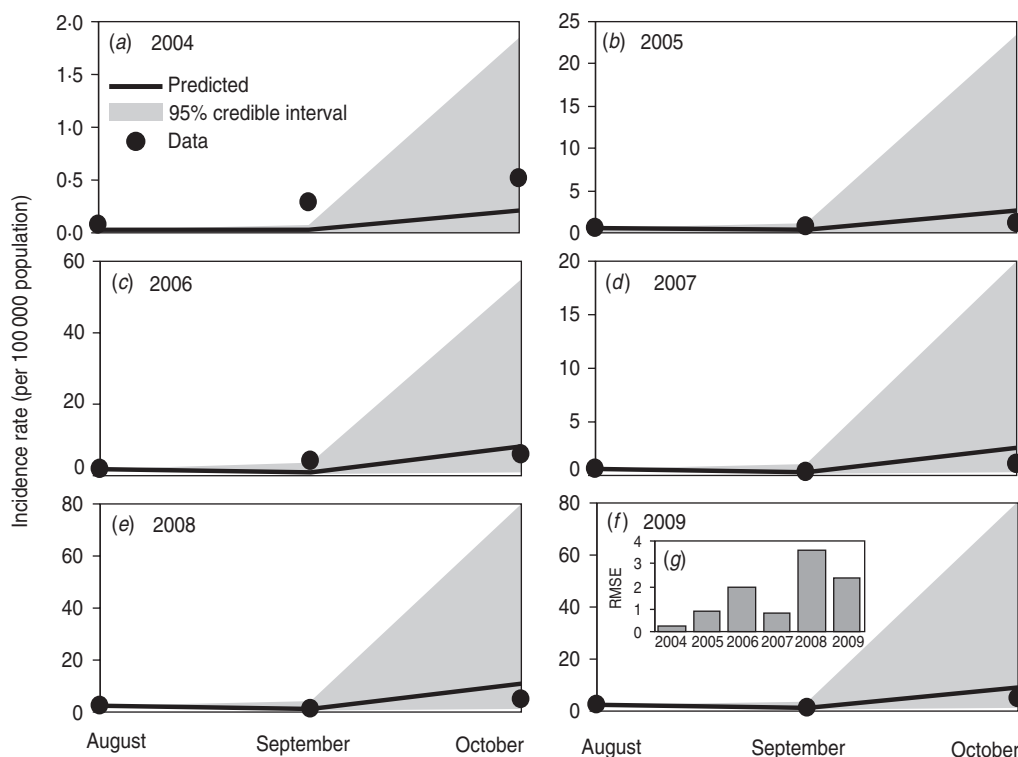 Incidence rate (per 100 000 population)
(a) 2004
Predicted
95% credible interval
Data
2·0
1·5
1·0
0·5
0·0
(b) 2005
25
20
15
10
5
0
(c) 2006
60
40
20
0
(d) 2007
20
15
10
5
0
(e) 2008
80
60
40
20
0
August September October
(f) 2009
80
60
40
20
0
(g)
RMSE
4
3
2
1
0
2004 2005 2006 2007 2008 2009
August September October